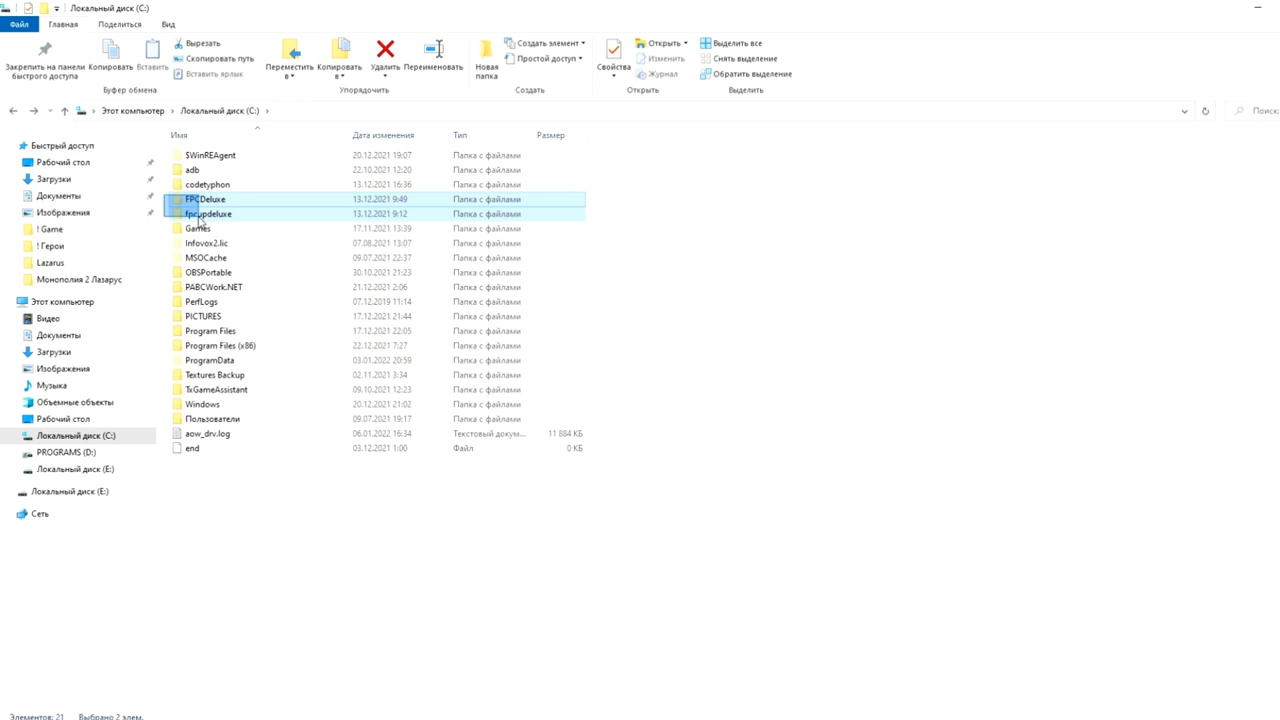 Локальный диск (C:)
Файл Главная Поделиться Вид
Закрепить на панели быстрого доступа
Копировать
Вставить
Вырезать
Скопировать путь
Вставить ярлык
Буфер обмена
Переместить в
Копировать в
Удалить
Переименовать
Упорядочить
Новая папка
Создать элемент
Простой доступ
Создать
Свойства
Открыть
Изменить
Журнал
Открыть
Выделить все
Снять выделение
Обратить выделение
Выделить
Этот компьютер > Локальный диск (C:) >
Поиск:
Быстрый доступ
Рабочий стол
Загрузки
Документы
Изображения
! Game
! Герои
Lazarus
Монополия 2 Лазарус
Этот компьютер
Видео
Документы
Загрузки
Изображения
Музыка
Объемные объекты
Рабочий стол
Локальный диск (C:)
PROGRAMS (D:)
Локальный диск (E:)
Локальный диск (E:)
Сеть
Имя Дата изменения Тип Размер
$WinREAgent 20.12.2021 19:07 Папка с файлами
adb 22.10.2021 12:20 Папка с файлами
codetyphon 13.12.2021 16:36 Папка с файлами
FPCDeluxe 13.12.2021 9:49 Папка с файлами
fpcupdeluxe 13.12.2021 9:12 Папка с файлами
Games 17.11.2021 13:39 Папка с файлами
Infovox2.lic 07.08.2021 13:07 Папка с файлами
MSOCache 09.07.2021 22:37 Папка с файлами
OBSPortable 30.10.2021 21:23 Папка с файлами
PABCWork.NET 21.12.2021 2:06 Папка с файлами
PerfLogs 07.12.2019 11:14 Папка с файлами
PICTURES 17.12.2021 21:44 Папка с файлами
Program Files 17.12.2021 22:05 Папка с файлами
Program Files (x86) 22.12.2021 7:27 Папка с файлами
ProgramData 03.01.2022 20:59 Папка с файлами
Textures Backup 02.11.2021 3:34 Папка с файлами
TxGameAssistant 09.10.2021 12:23 Папка с файлами
Windows 20.12.2021 21:02 Папка с файлами
Пользователи 09.07.2021 19:17 Папка с файлами
aow_drv.log 06.01.2022 16:34 Текстовый докум... 11 884 КБ
end 03.12.2021 1:00 Файл 0 КБ
Элементов: 21 Выбрано 2 элем.